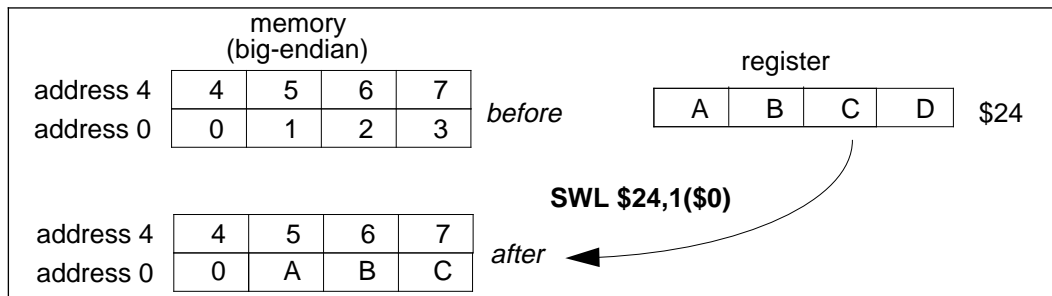 memory
(big-endian)
register
address 4 4 5 6 7
address 0 0 1 2 3
before
A B C D $24
SWL $24,1($0)
address 4 4 5 6 7
address 0 0 A B C
after